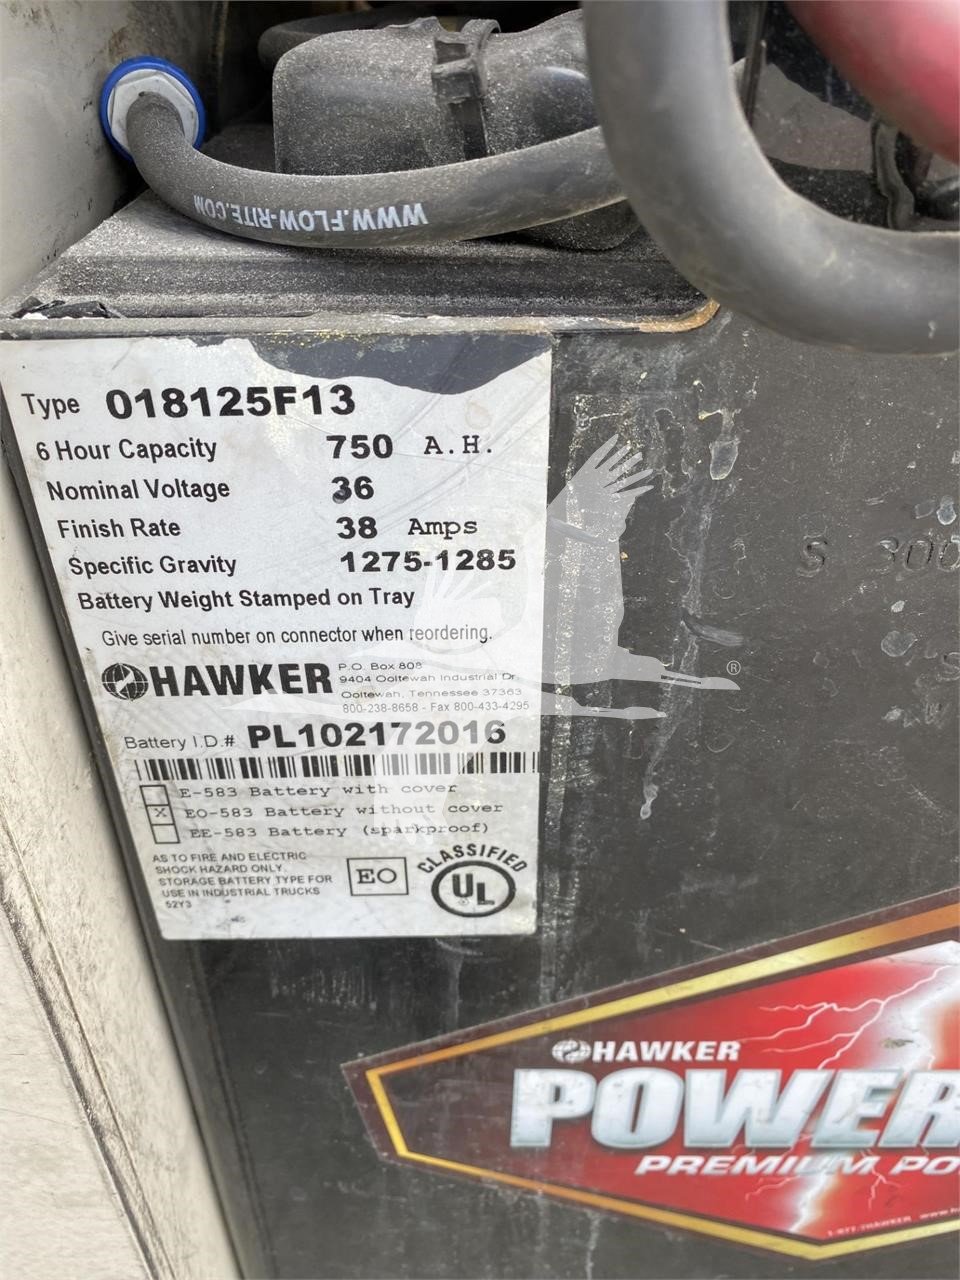 WWW.FLOW-RITE.COM
Type 018125F13
6 Hour Capacity 750 A.H.
Nominal Voltage 36
Finish Rate 38 Amps
Specific Gravity 1275-1285
Battery Weight Stamped on Tray
Give serial number on connector when reordering.
HAWKER
P.O. Box 808
9404 Ooltewah Industrial Dr
Ooltewah, Tennessee 37363
800-238-8658 - Fax 800-433-4295
Battery I.D.# PL102172016
E-583 Battery with cover
X EO-583 Battery without cover
EE-583 Battery (sparkproof)
AS TO FIRE AND ELECTRIC
SHOCK HAZARD ONLY.
STORAGE BATTERY TYPE FOR
USE IN INDUSTRIAL TRUCKS
52Y3
EO
CLASSIFIED
UL
S 300
S
®
HAWKER
POWER
PREMIUM PO
1-877-7HAWKER